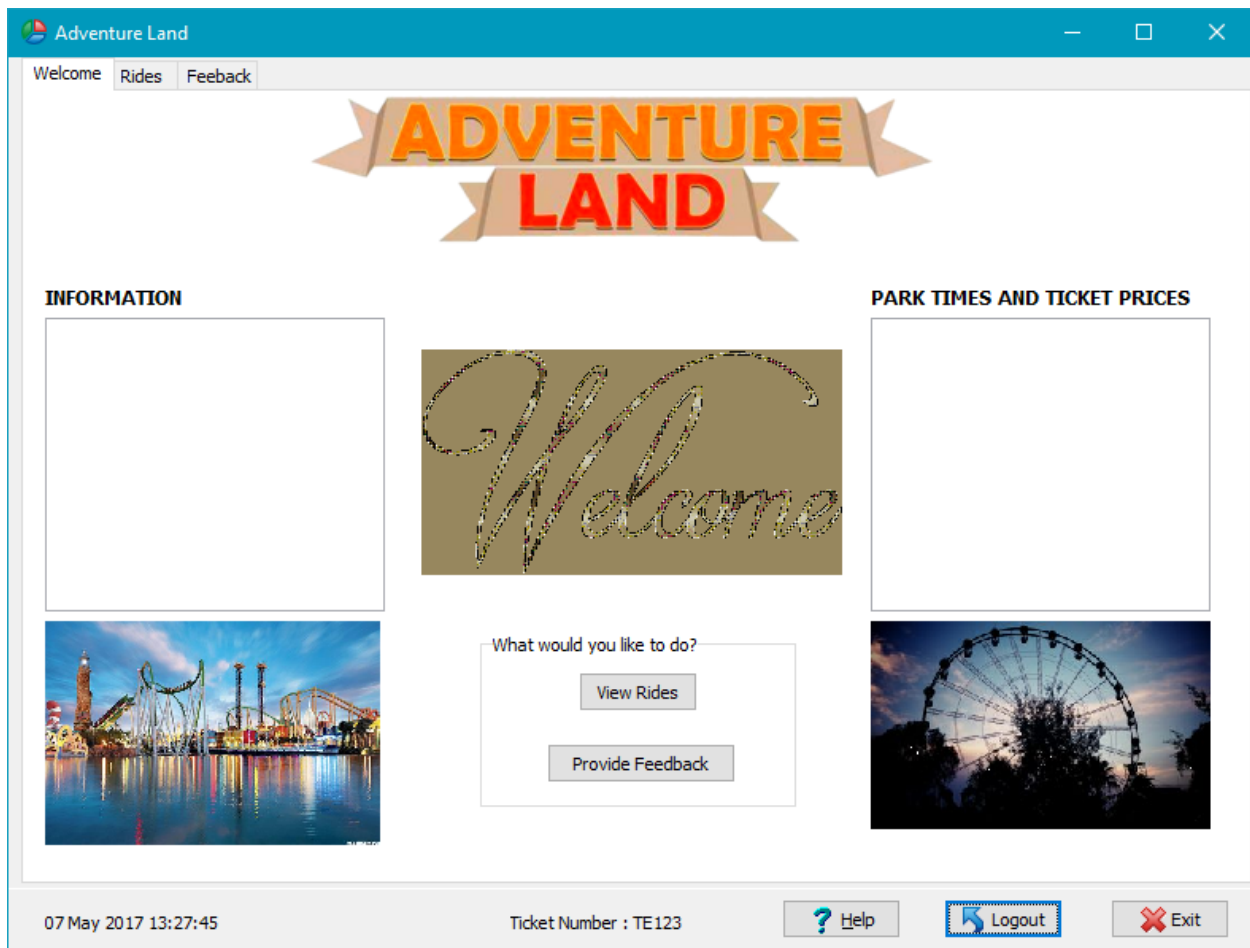 Adventure Land
Welcome Rides Feeback
ADVENTURE
LAND
INFORMATION
PARK TIMES AND TICKET PRICES
Welcome
What would you like to do?
View Rides
Provide Feedback
07 May 2017 13:27:45
Ticket Number : TE123
Help
Logout
Exit